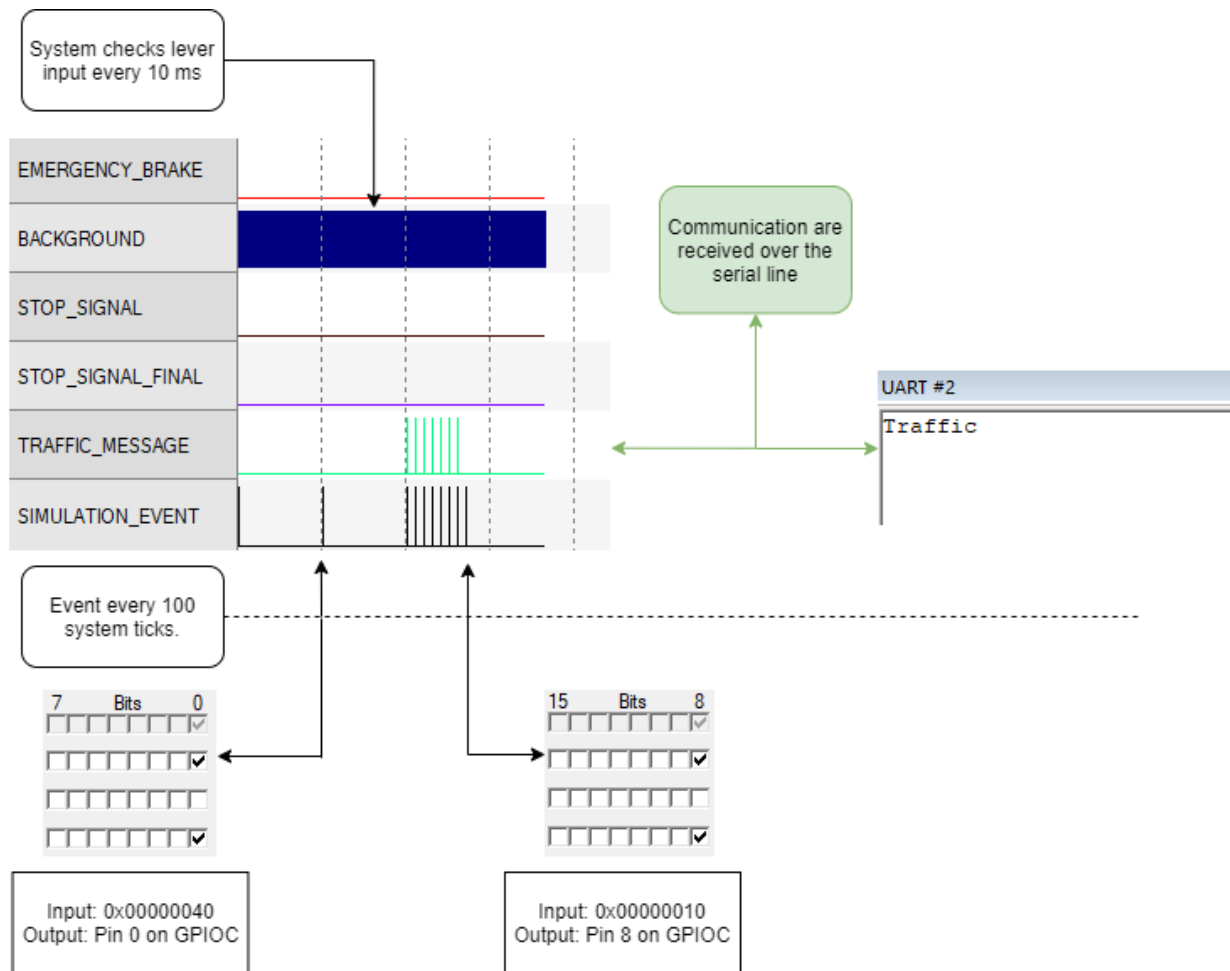 System checks lever
input every 10 ms
EMERGENCY_BRAKE
BACKGROUND
STOP_SIGNAL
STOP_SIGNAL_FINAL
TRAFFIC_MESSAGE
SIMULATION_EVENT
Communication are
received over the
serial line
UART #2
Traffic
Event every 100
system ticks.
7 Bits 0
15 Bits 8
Input: 0x00000040
Output: Pin 0 on GPIOC
Input: 0x00000010
Output: Pin 8 on GPIOC